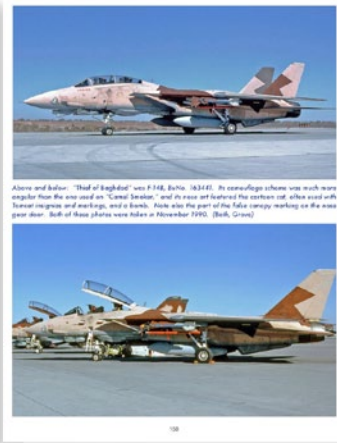 Above and below: "Thief of Baghdad" was F-14B, BuNo. 163411. Its camouflage scheme was much more
angular than the one used on "Camel Smoker," and its nose art featured the cartoon cat, often used with
Tomcat insignias and markings, and a bomb. Note also the part of the false canopy marking on the nose
gear door. Both of these photos were taken in November 1990. (Both, Grove)